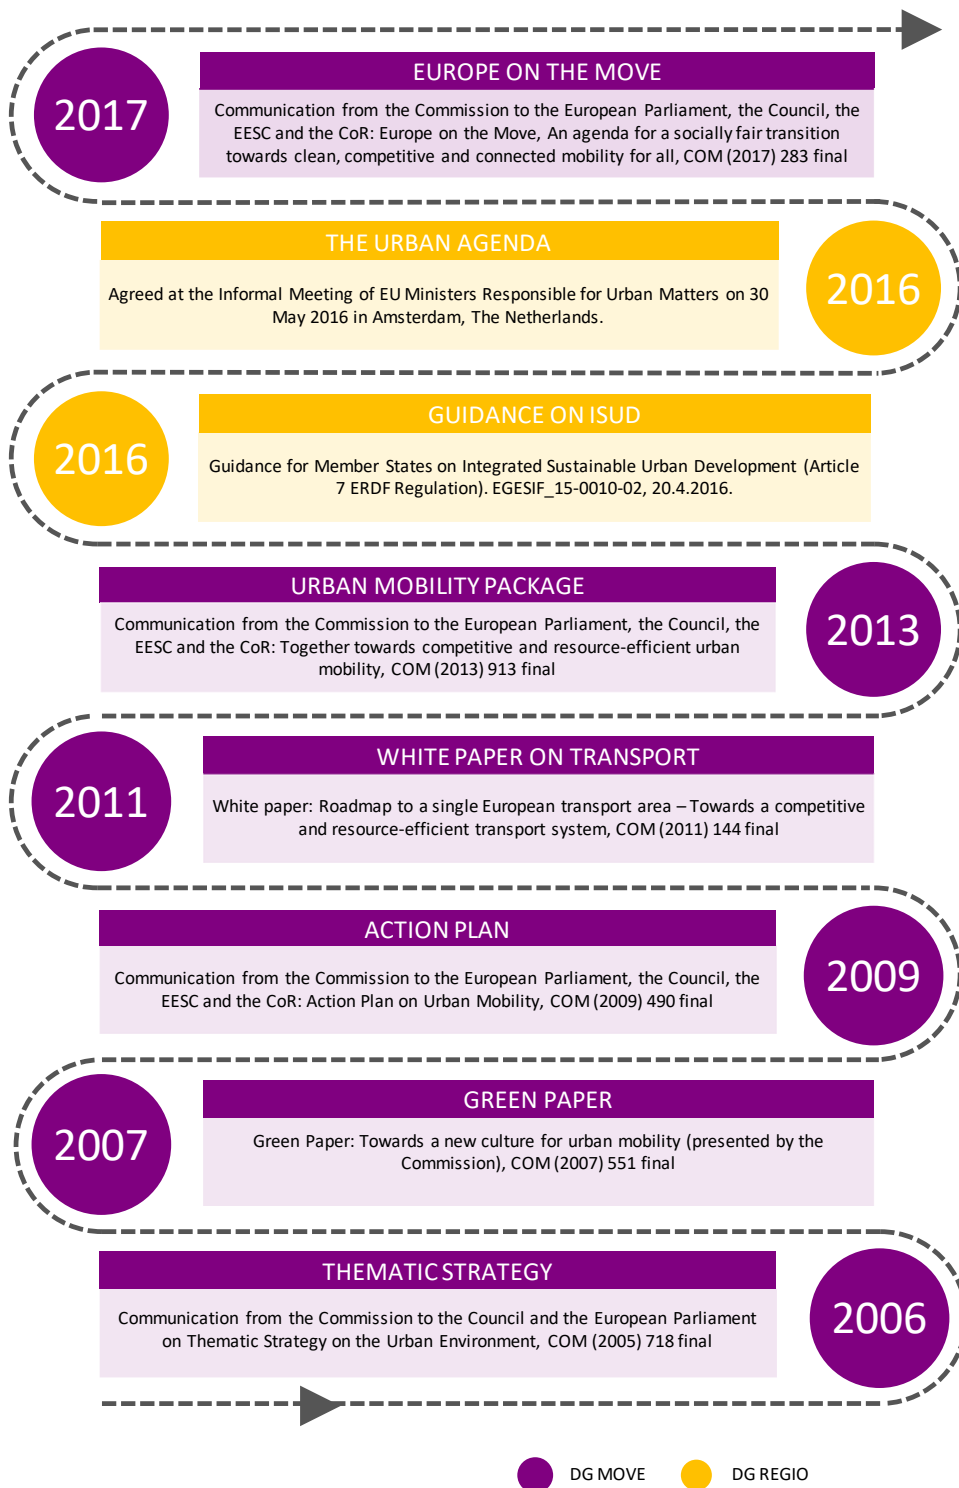 2017
EUROPE ON THE MOVE
Communication from the Commission to the European Parliament, the Council, the
EESC and the CoR: Europe on the Move, An agenda for a socially fair transition
towards clean, competitive and connected mobility for all, COM (2017) 283 final
THE URBAN AGENDA
Agreed at the Informal Meeting of EU Ministers Responsible for Urban Matters on 30
May 2016 in Amsterdam, The Netherlands.
2016
2016
GUIDANCE ON ISUD
Guidance for Member States on Integrated Sustainable Urban Development (Article
7 ERDF Regulation). EGESIF_15-0010-02, 20.4.2016.
URBAN MOBILITY PACKAGE
Communication from the Commission to the European Parliament, the Council, the
EESC and the CoR: Together towards competitive and resource-efficient urban
mobility, COM (2013) 913 final
2013
2011
WHITE PAPER ON TRANSPORT
White paper: Roadmap to a single European transport area – Towards a competitive
and resource-efficient transport system, COM (2011) 144 final
ACTION PLAN
Communication from the Commission to the European Parliament, the Council, the
EESC and the CoR: Action Plan on Urban Mobility, COM (2009) 490 final
2009
2007
GREEN PAPER
Green Paper: Towards a new culture for urban mobility (presented by the
Commission), COM (2007) 551 final
THEMATIC STRATEGY
Communication from the Commission to the Council and the European Parliament
on Thematic Strategy on the Urban Environment, COM (2005) 718 final
2006
DG MOVE
DG REGIO